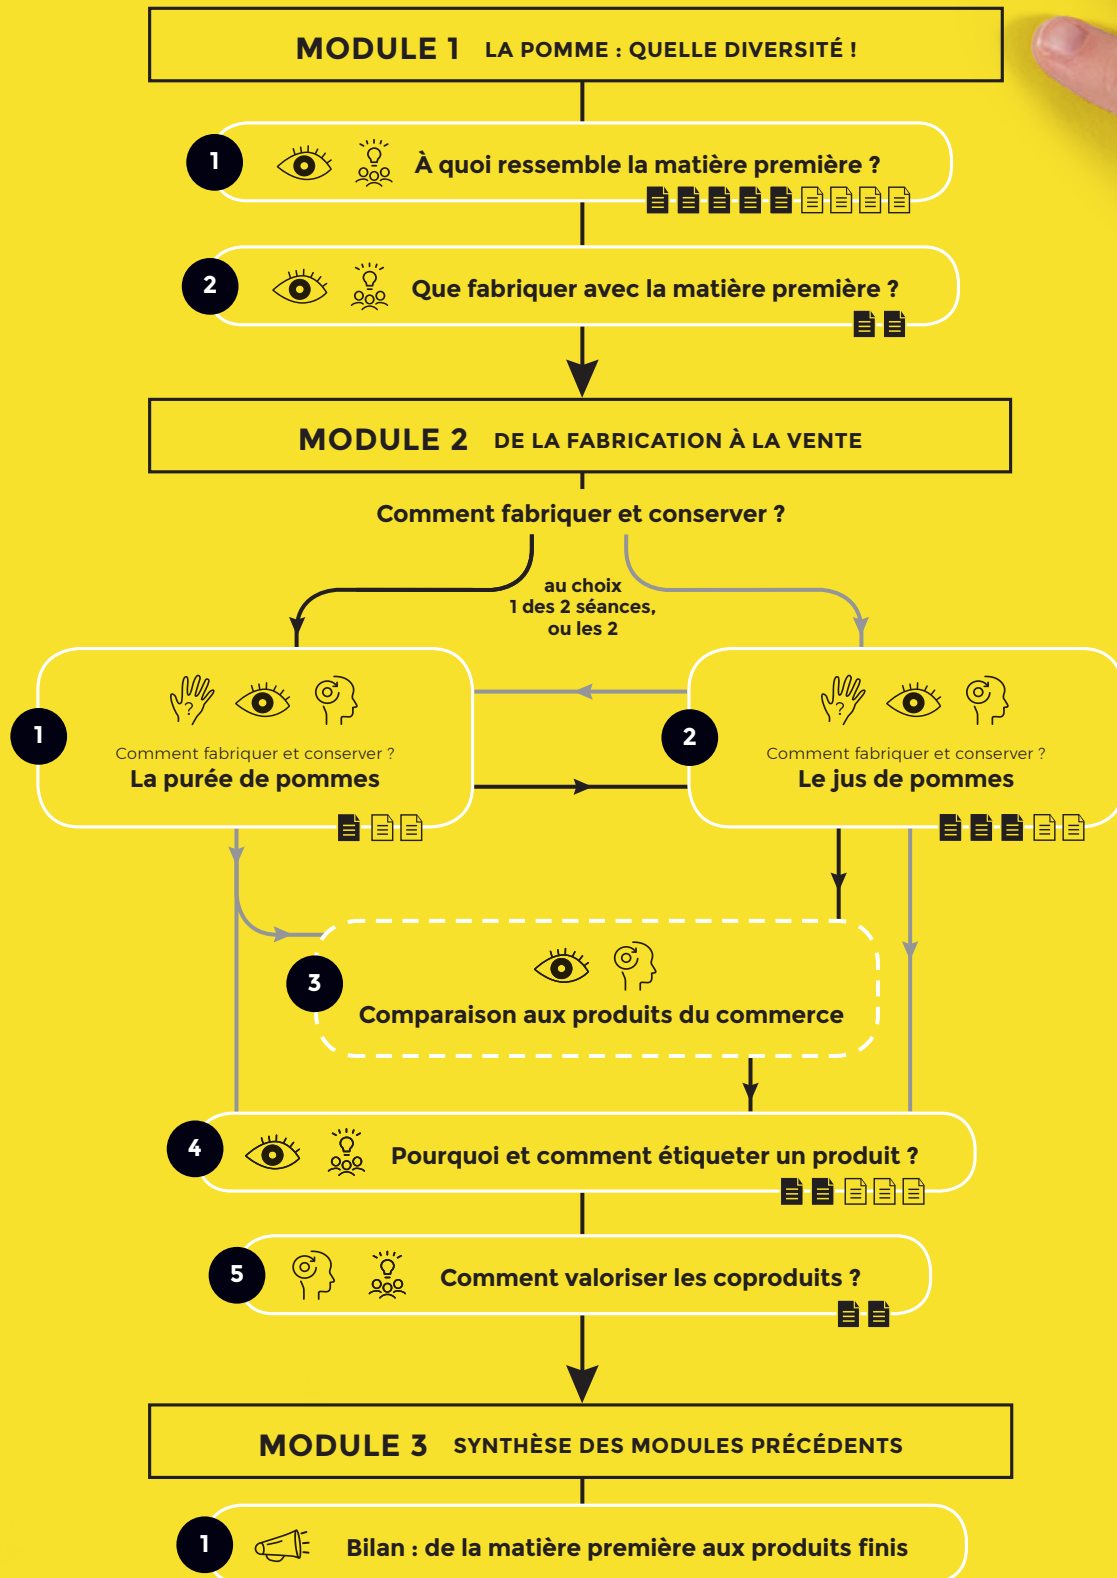 MODULE 1 LA POMME : QUELLE DIVERSITÉ !
1 À quoi ressemble la matière première ?
2 Que fabriquer avec la matière première ?
MODULE 2 DE LA FABRICATION À LA VENTE
Comment fabriquer et conserver ?
au choix
1 des 2 séances,
ou les 2
1
?
Comment fabriquer et conserver ?
La purée de pommes
2
?
Comment fabriquer et conserver ?
Le jus de pommes
3
Comparaison aux produits du commerce
4 Pourquoi et comment étiqueter un produit ?
5 Comment valoriser les coproduits ?
MODULE 3 SYNTHÈSE DES MODULES PRÉCÉDENTS
1 Bilan : de la matière première aux produits finis